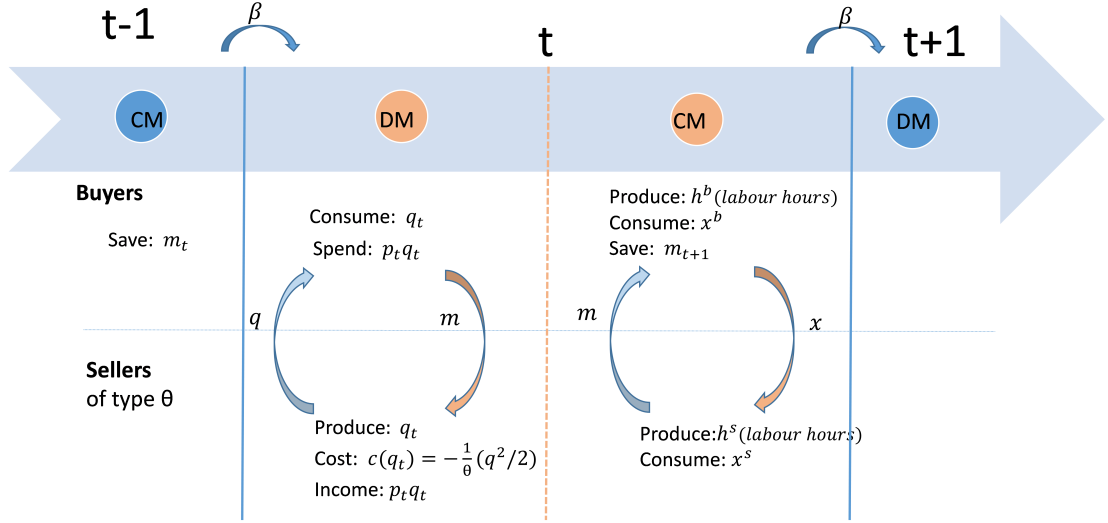 t-1
β
t
β
t+1
CM
DM
CM
DM
Buyers
Save: m_t
Consume: q_t
Spend: p_t q_t
Produce: h^b (labour hours)
Consume: x^b
Save: m_{t+1}
q
m
m
x
Sellers
of type θ
Produce: q_t
Cost: c(q_t) = −\frac{1}{θ}(q^2/2)
Income: p_t q_t
Produce:h^s (labour hours)
Consume: x^s